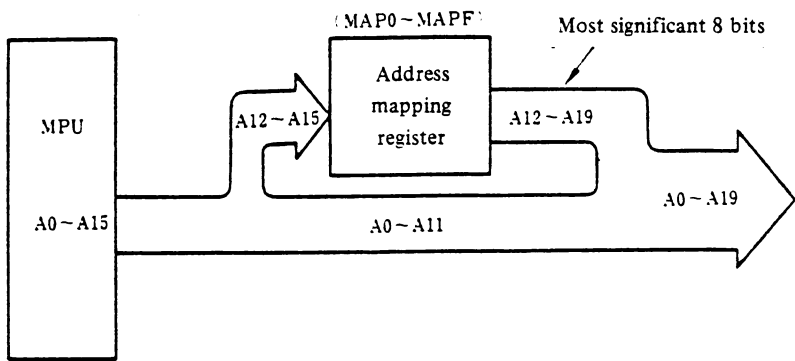 (MAP0~MAPF)
Most significant 8 bits
Address
mapping
register
MPU
A12~A15
A12~A19
A0~A15
A0~A11
A0~A19